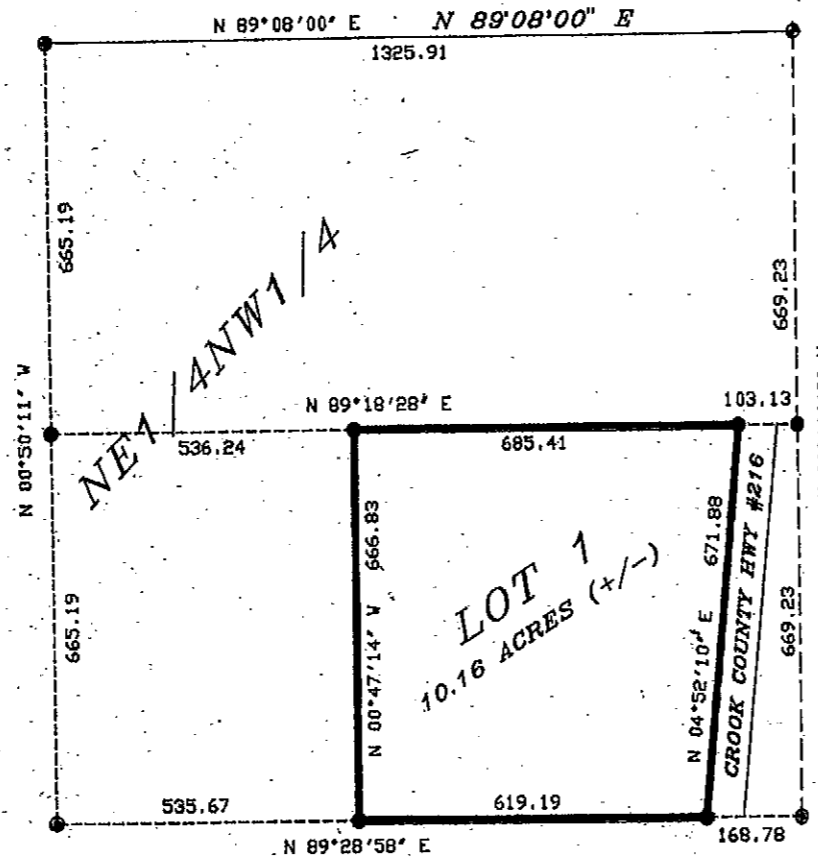 N 89°08'00" E
N 89°08'00" E
1325.91
665.19
669.23
NE1/4NW1/4
N 00°50'11" W
N 89°18'28" E
103.13
536.24
685.41
666.83
671.88
CROOK COUNTY HWY #216
LOT 1
10.16 ACRES (+/-)
665.19
N 00°47'14" W
N 04°52'10" E
669.23
535.67
619.19
168.78
N 89°28'58" E